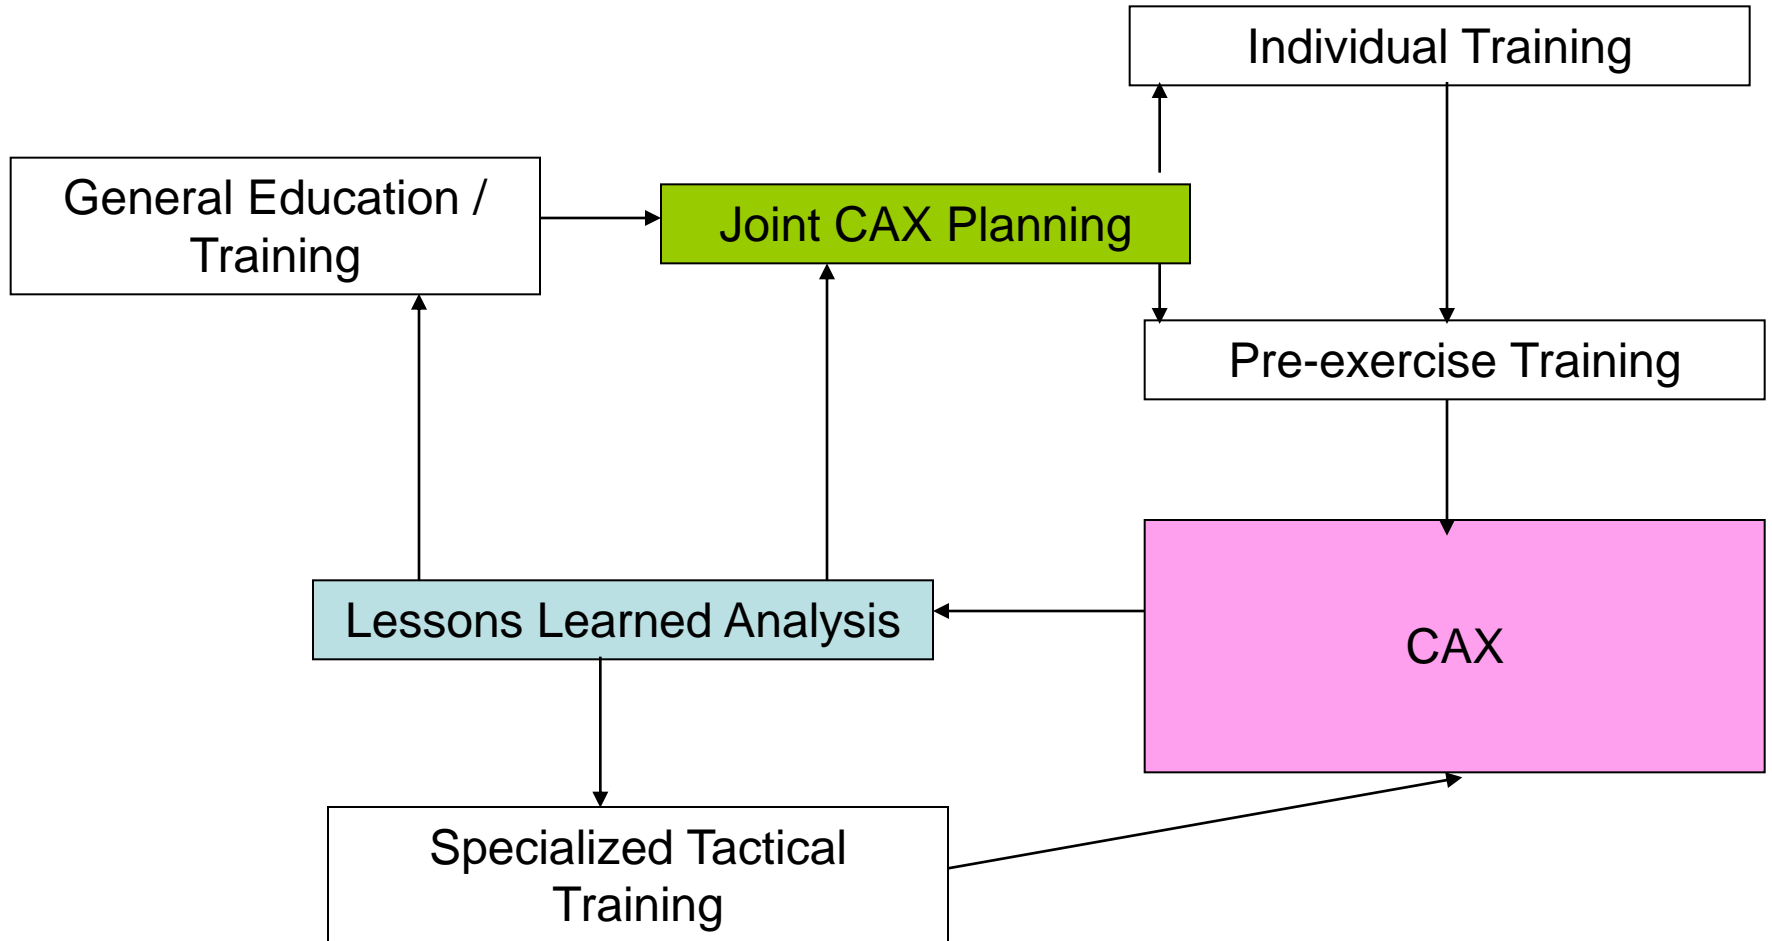 Individual Training
General Education /
Training
Joint CAX Planning
Pre-exercise Training
Lessons Learned Analysis
CAX
Specialized Tactical
Training